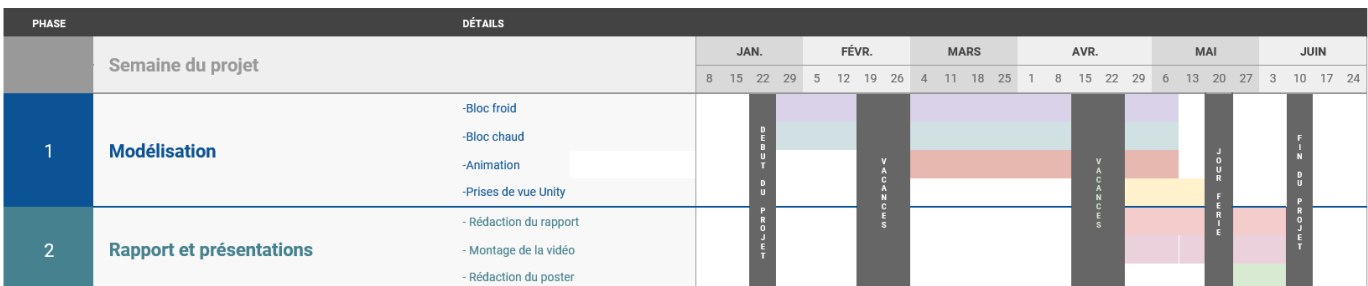 PHASE DÉTAILS
Semaine du projet JAN. FÉVR. MARS AVR. MAI JUIN
8 15 22 29 5 12 19 26 4 11 18 25 1 8 15 22 29 6 13 20 27 3 10 17 24
1 Modélisation
-Bloc froid
-Bloc chaud
-Animation
-Prises de vue Unity
2 Rapport et présentations
- Rédaction du rapport
- Montage de la vidéo
- Rédaction du poster
DEBUT DU PROJET
VACANCES
VACANCES
JOUR FERIE
FIN DU PROJET